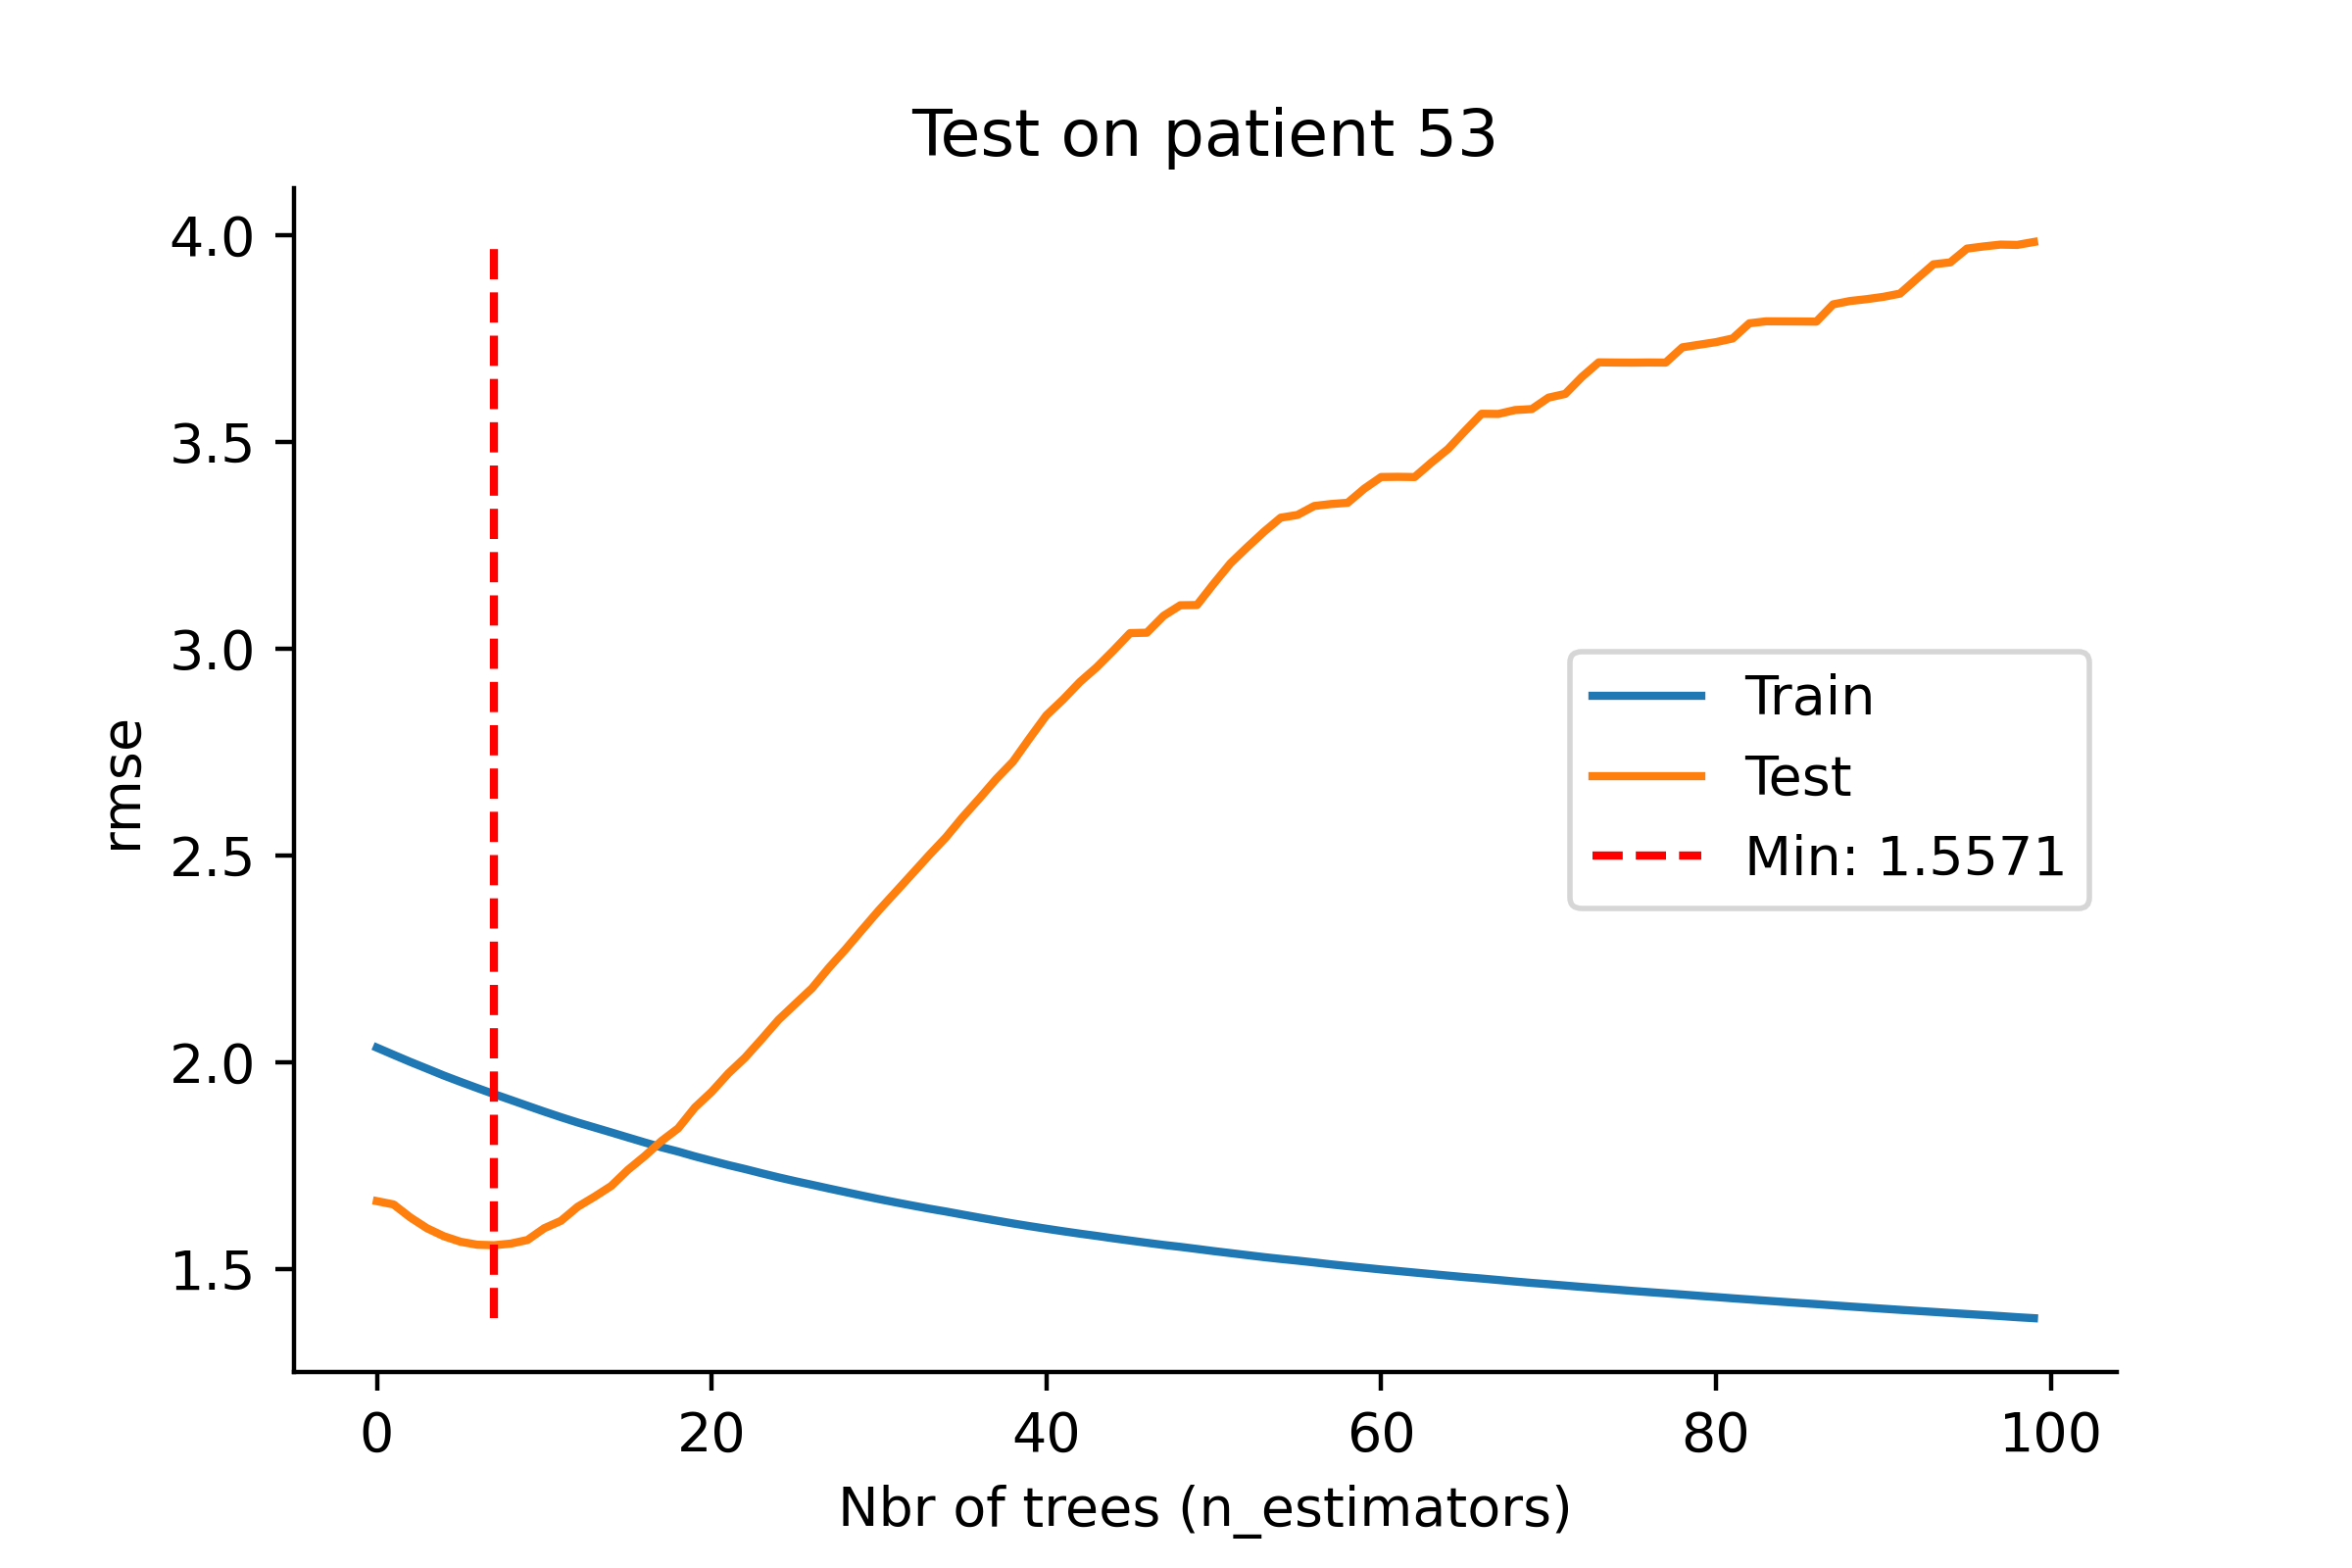 Test on patient 53
4.0
3.5
3.0
2.5
2.0
1.5
rmse
Train
Test
Min: 1.5571
0 20 40 60 80 100
Nbr of trees (n_estimators)